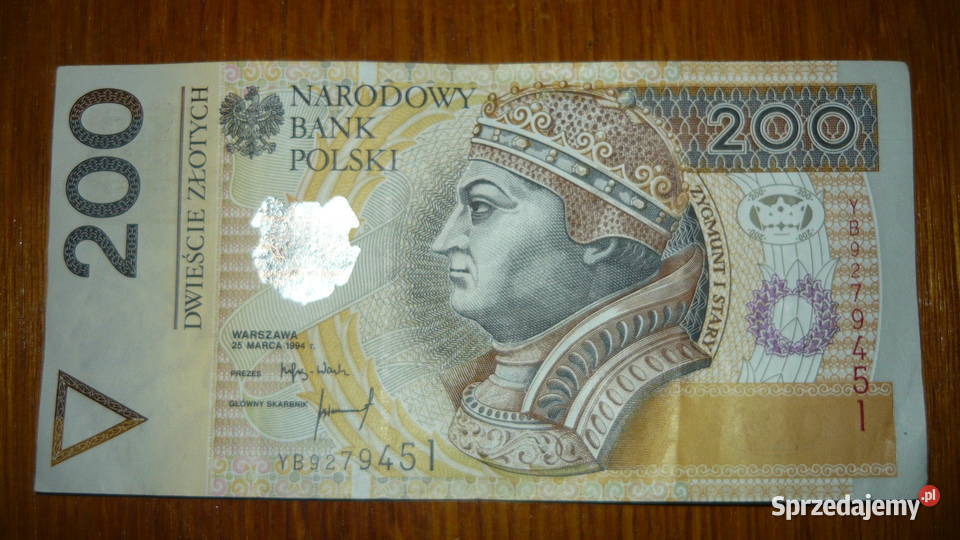 200
DWIEŚCIE ZŁOTYCH
NARODOWY
BANK
POLSKI
200
ZYGMUNT I STARY
YB9279451
WARSZAWA
25 MARCA 1994 r.
PREZES
GŁÓWNY SKARBNIK
YB9279451
Sprzedajemy.pl